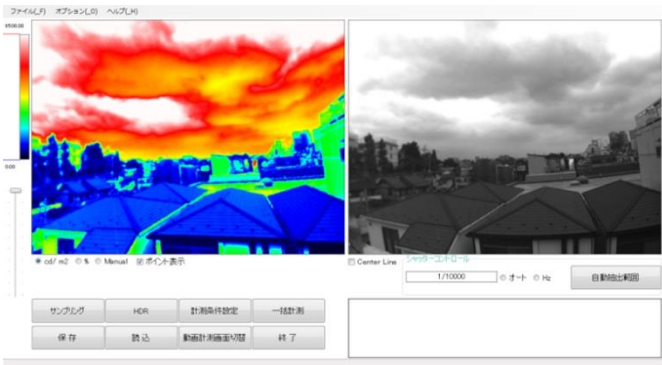 ファイル(_F) オプション(_O) ヘルプ(_H)
0.00
cd/ m2 % Manual ポイント表示
Center Line
シャッターコントロール
1/10000 オート Hz 自動抽出範囲
サンプリング HDR 計測条件設定 一括計測
保存 読込 動画計測画面切替 終了